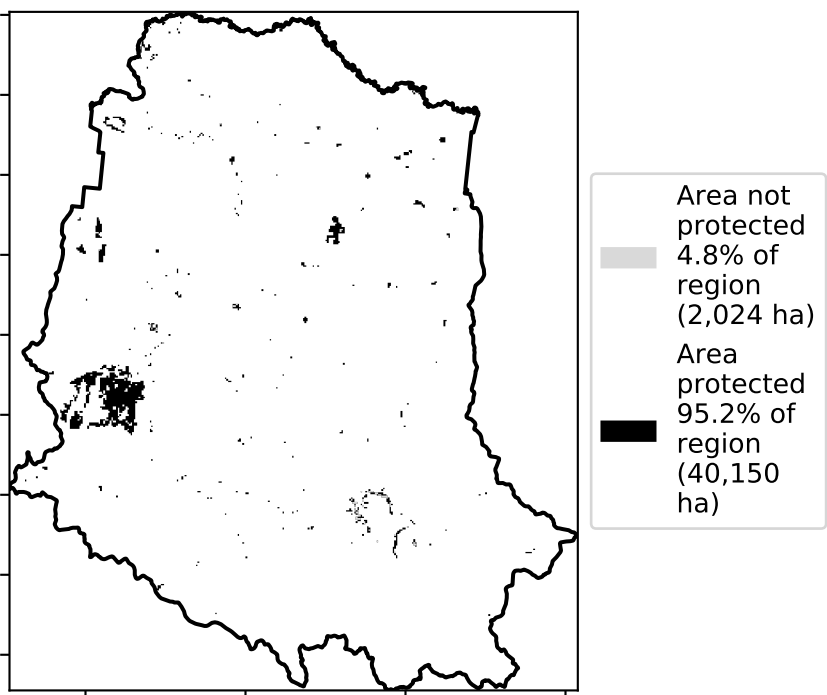 Area not
protected
4.8% of
region
(2,024 ha)
Area
protected
95.2% of
region
(40,150
ha)